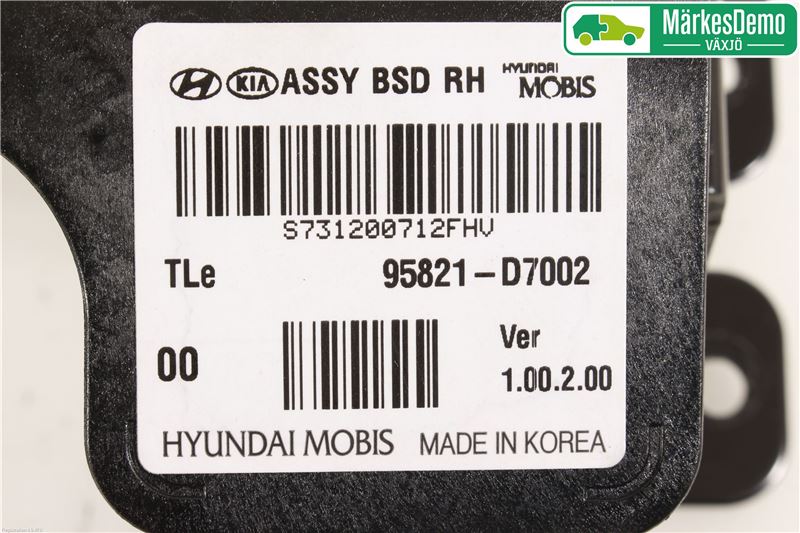 MärkesDemo
VÄXJÖ
KIA ASSY BSD RH HYUNDAI MOBIS
S731200712FHV
TLe 95821-D7002
00 Ver 1.00.2.00
HYUNDAI MOBIS MADE IN KOREA